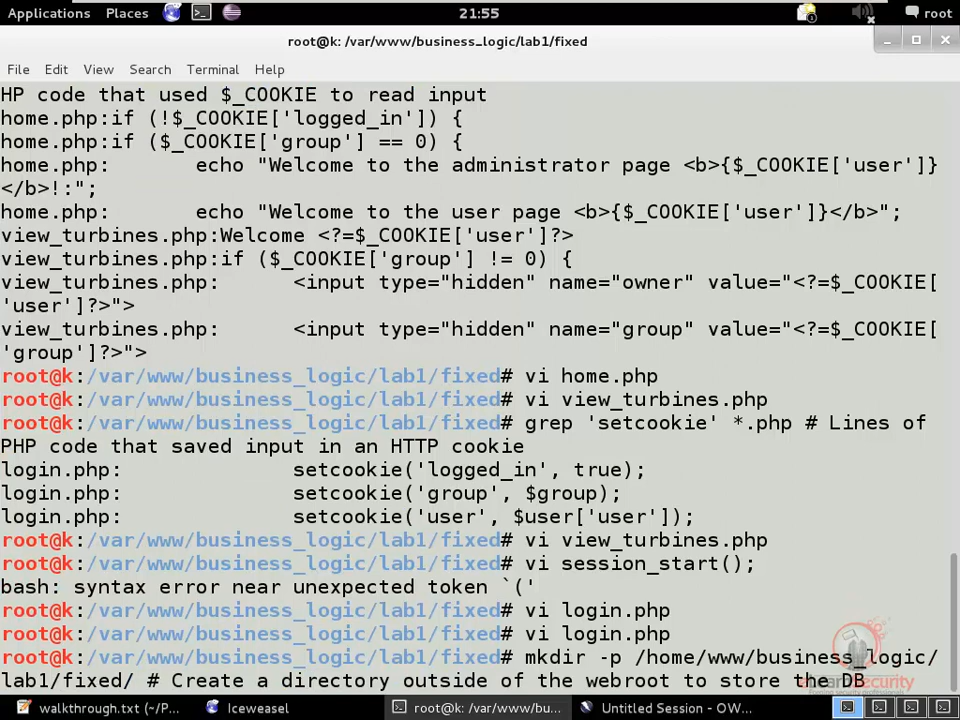 Applications Places 21:55 root
root@k: /var/www/business_logic/lab1/fixed
File Edit View Search Terminal Help
HP code that used $_COOKIE to read input
home.php:if (!$_COOKIE['logged_in']) {
home.php:if ($_COOKIE['group'] == 0) {
home.php:      echo "Welcome to the administrator page <b>{$_COOKIE['user']}
</b>!:";
home.php:      echo "Welcome to the user page <b>{$_COOKIE['user']}</b>";
view_turbines.php:Welcome <?=$_COOKIE['user']?>
view_turbines.php:if ($_COOKIE['group'] != 0) {
view_turbines.php:      <input type="hidden" name="owner" value="<?=$_COOKIE[
'user']?>">
view_turbines.php:      <input type="hidden" name="group" value="<?=$_COOKIE[
'group']?>">
root@k:/var/www/business_logic/lab1/fixed# vi home.php
root@k:/var/www/business_logic/lab1/fixed# vi view_turbines.php
root@k:/var/www/business_logic/lab1/fixed# grep 'setcookie' *.php # Lines of
PHP code that saved input in an HTTP cookie
login.php:              setcookie('logged_in', true);
login.php:              setcookie('group', $group);
login.php:              setcookie('user', $user['user']);
root@k:/var/www/business_logic/lab1/fixed# vi view_turbines.php
root@k:/var/www/business_logic/lab1/fixed# vi session_start();
bash: syntax error near unexpected token `('
root@k:/var/www/business_logic/lab1/fixed# vi login.php
root@k:/var/www/business_logic/lab1/fixed# vi login.php
root@k:/var/www/business_logic/lab1/fixed# mkdir -p /home/www/business_logic/
lab1/fixed/ # Create a directory outside of the webroot to store the DB
walkthrough.txt (~/P... Iceweasel root@k: /var/www/bu... Untitled Session - OW...